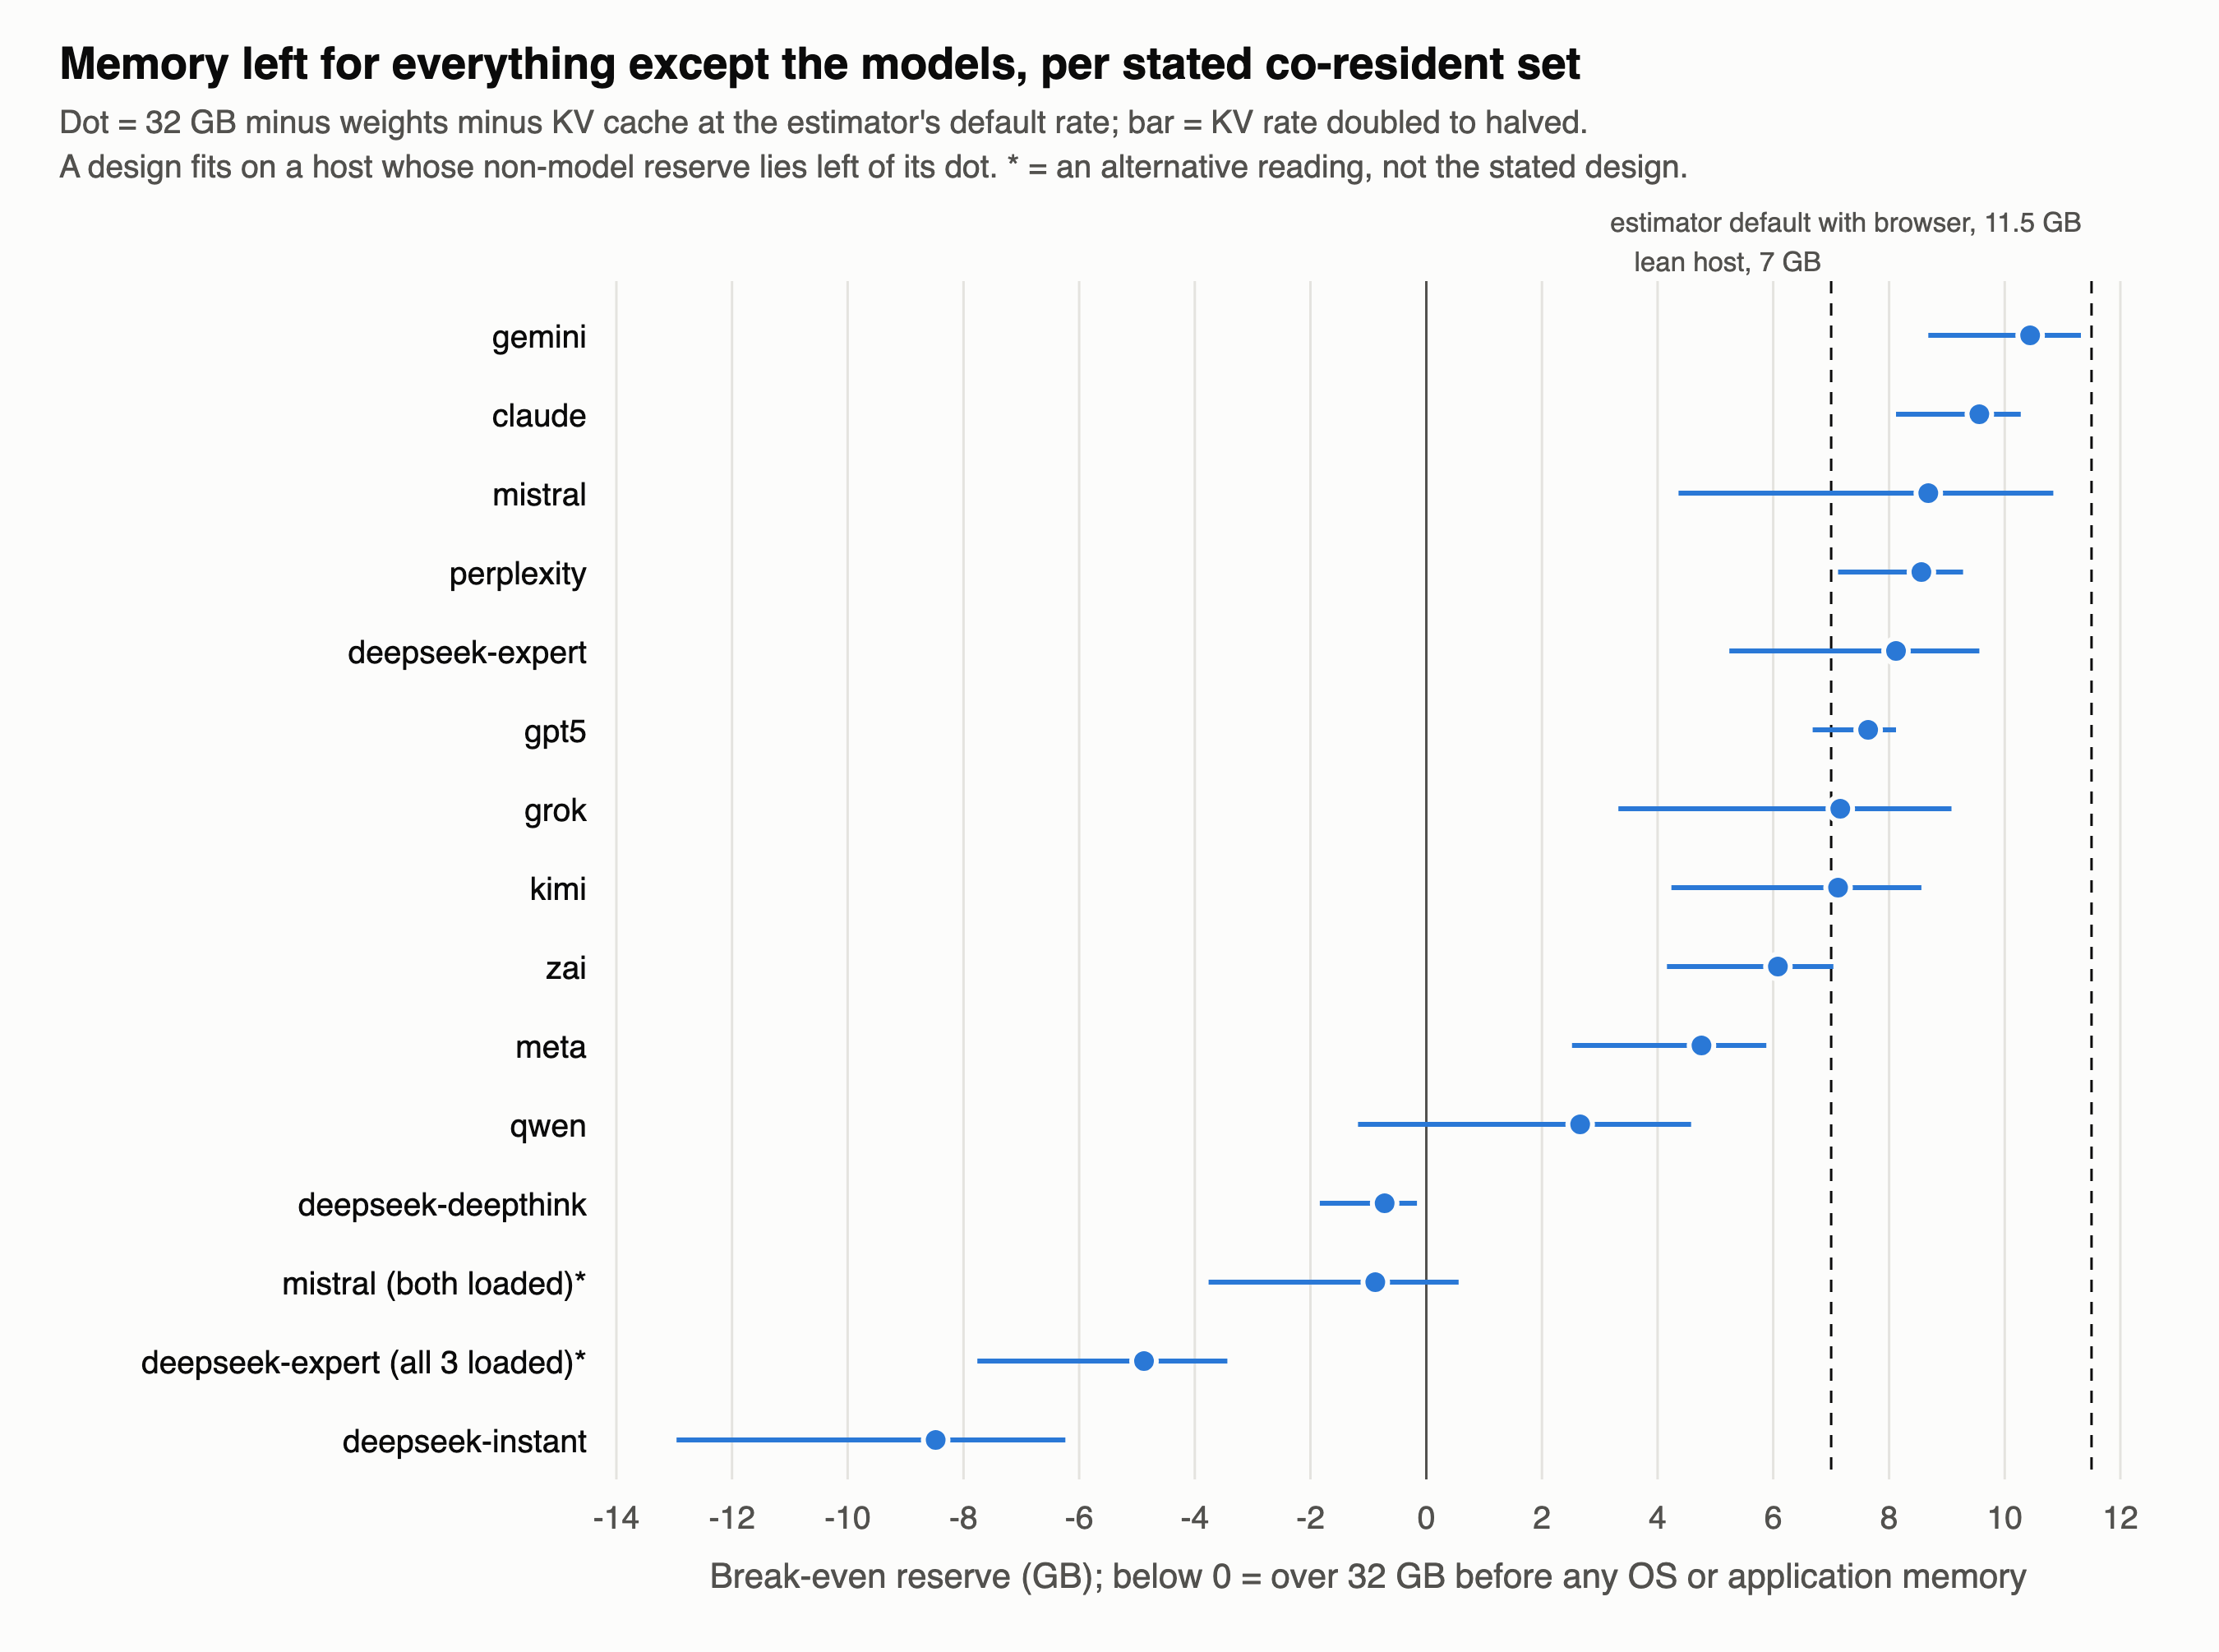 Memory left for everything except the models, per stated co-resident set
Dot = 32 GB minus weights minus KV cache at the estimator's default rate; bar = KV rate doubled to halved.
A design fits on a host whose non-model reserve lies left of its dot. * = an alternative reading, not the stated design.
estimator default with browser, 11.5 GB
lean host, 7 GB
gemini
claude
mistral
perplexity
deepseek-expert
gpt5
grok
kimi
zai
meta
qwen
deepseek-deepthink
mistral (both loaded)*
deepseek-expert (all 3 loaded)*
deepseek-instant
-14 -12 -10 -8 -6 -4 -2 0 2 4 6 8 10 12
Break-even reserve (GB); below 0 = over 32 GB before any OS or application memory